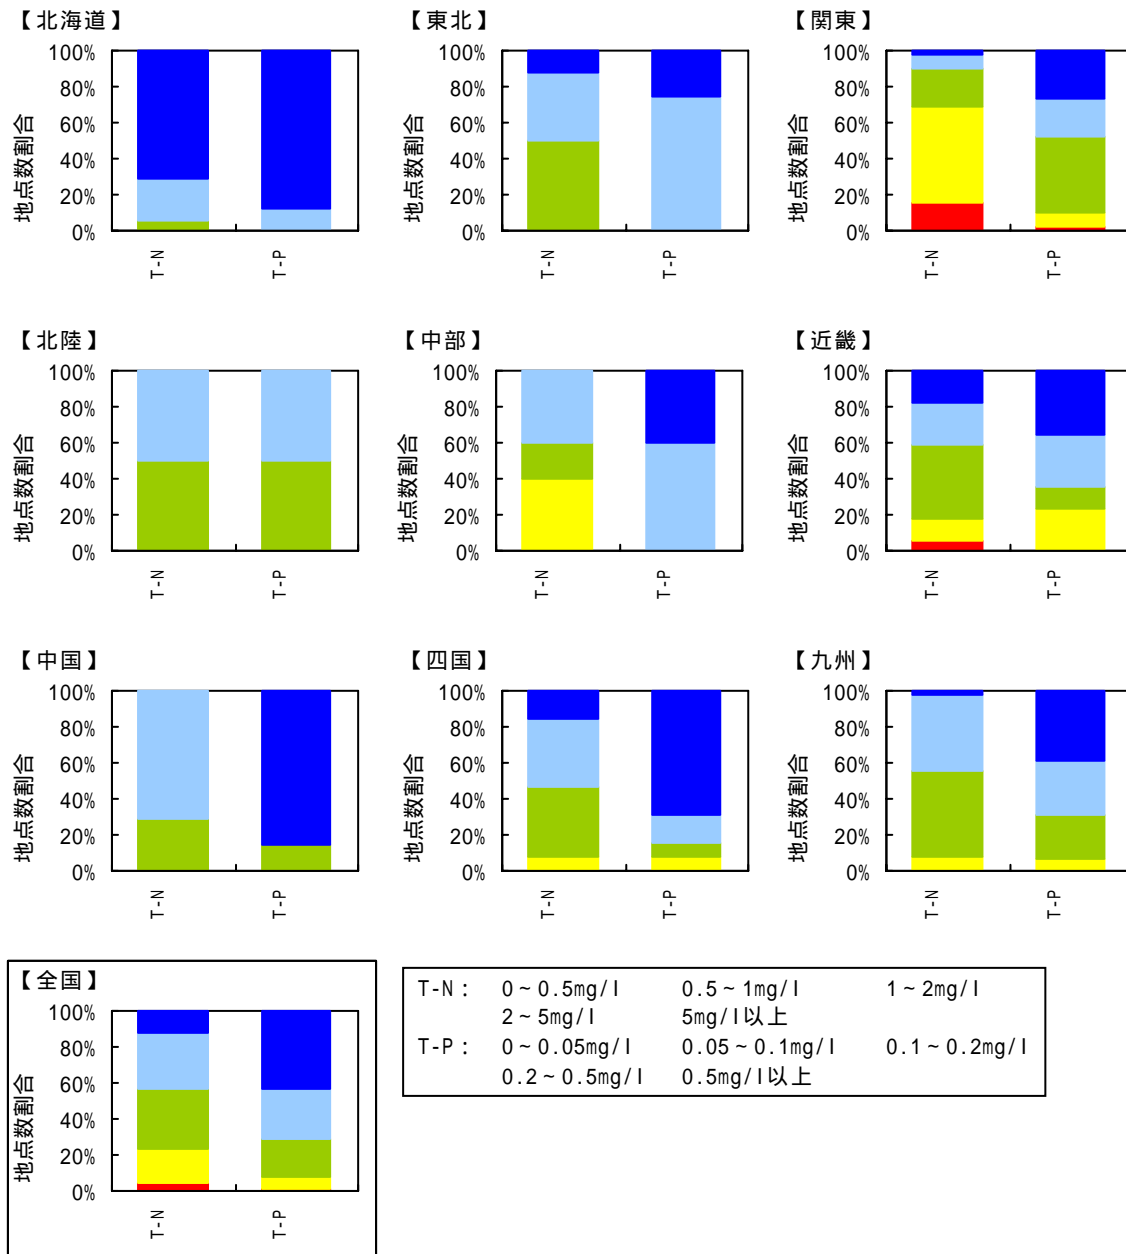 【北海道】
100%
80%
60%
40%
20%
0%
地点数割合
T-N
T-P
【東北】
100%
80%
60%
40%
20%
0%
地点数割合
T-N
T-P
【関東】
100%
80%
60%
40%
20%
0%
地点数割合
T-N
T-P
【北陸】
100%
80%
60%
40%
20%
0%
地点数割合
T-N
T-P
【中部】
100%
80%
60%
40%
20%
0%
地点数割合
T-N
T-P
【近畿】
100%
80%
60%
40%
20%
0%
地点数割合
T-N
T-P
【中国】
100%
80%
60%
40%
20%
0%
地点数割合
T-N
T-P
【四国】
100%
80%
60%
40%
20%
0%
地点数割合
T-N
T-P
【九州】
100%
80%
60%
40%
20%
0%
地点数割合
T-N
T-P
【全国】
100%
80%
60%
40%
20%
0%
地点数割合
T-N
T-P
T-N： 0～0.5mg/l 0.5～1mg/l 1～2mg/l
2～5mg/l 5mg/l以上
T-P： 0～0.05mg/l 0.05～0.1mg/l 0.1～0.2mg/l
0.2～0.5mg/l 0.5mg/l以上